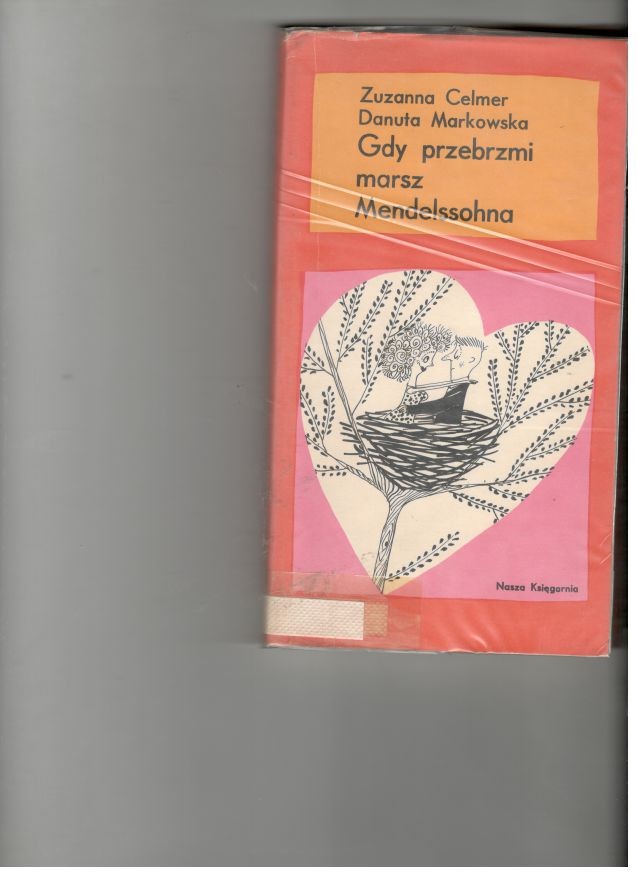 Zuzanna Celmer
Danuta Markowska
Gdy przebrzmi
marsz
Mendelssohna
Nasza Księgarnia